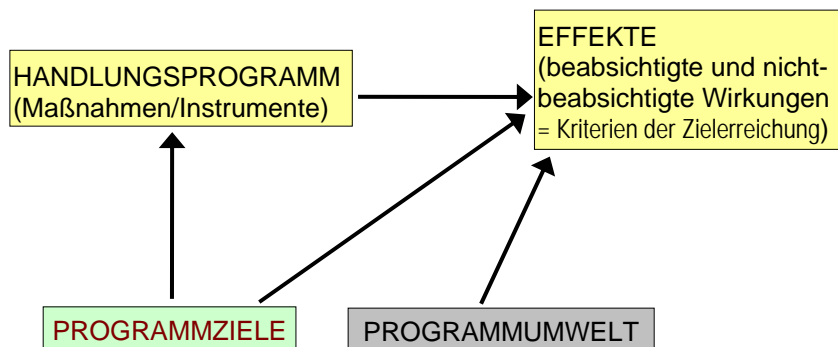 HANDLUNGSPROGRAMM
(Maßnahmen/Instrumente)
EFFEKTE
(beabsichtigte und nicht-
beabsichtigte Wirkungen
= Kriterien der Zielerreichung)
PROGRAMMZIELE
PROGRAMMUMWELT